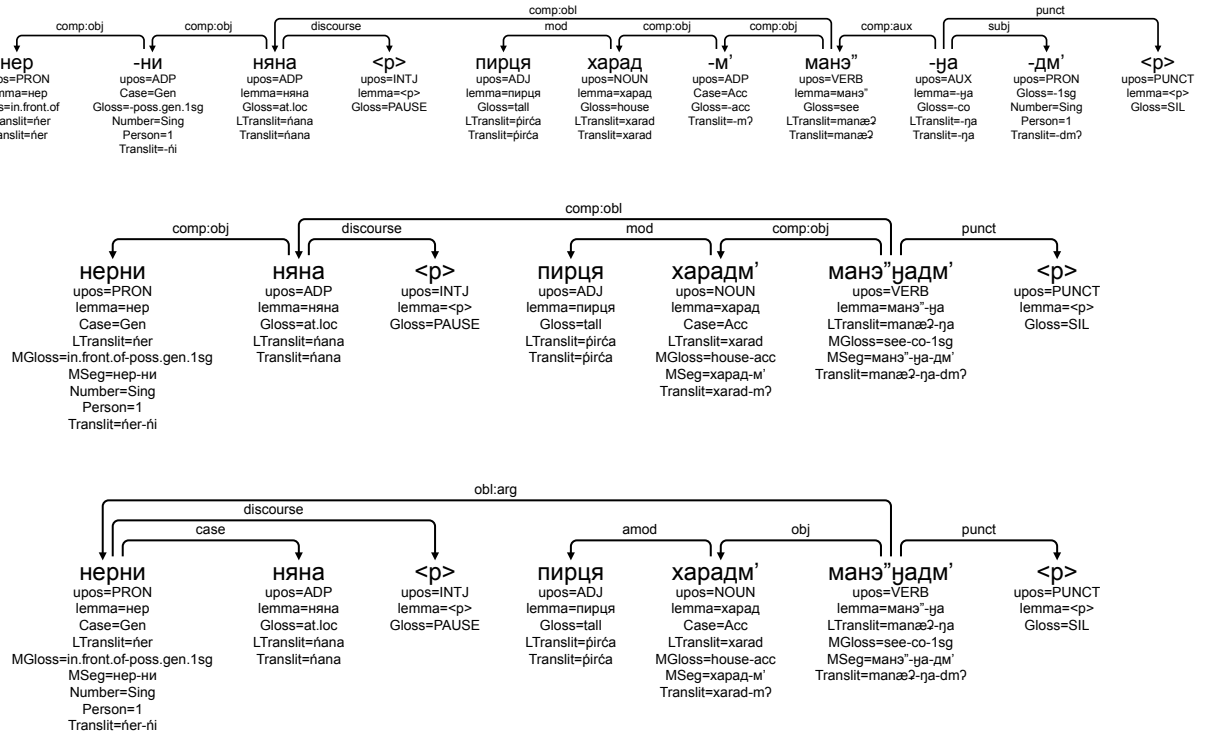 comp:obl punct
comp:obj comp:obj discourse mod comp:obj comp:obj comp:aux subj
нер -ни няна <p> пирця харад -м’ манэ” -ӈа -дм’ <p>
os=PRON upos=ADP upos=ADP upos=INTJ upos=ADJ upos=NOUN upos=ADP upos=VERB upos=AUX upos=PRON upos=PUNCT
mma=нер Case=Gen lemma=няна lemma=<p> lemma=пирця lemma=харад Case=Acc lemma=манэ” lemma=-ӈа Gloss=-1sg lemma=<p>
s=in.front.of Gloss=-poss.gen.1sg Gloss=at.loc Gloss=PAUSE Gloss=tall Gloss=house Gloss=-acc Gloss=see Gloss=-co Number=Sing Gloss=SIL
anslit=ńer Number=Sing LTranslit=ńana LTranslit=ṕirća LTranslit=xarad Translit=-mʔ LTranslit=manæʔ LTranslit=-ŋa Person=1
nslit=ńer Person=1 Translit=ńana Translit=ṕirća Translit=xarad Translit=manæʔ Translit=-ŋa Translit=-dmʔ
Translit=-ńi
comp:obl
comp:obj discourse mod comp:obj punct
нерни няна <p> пирця харадм’ манэ”ӈадм’ <p>
upos=PRON upos=ADP upos=INTJ upos=ADJ upos=NOUN upos=VERB upos=PUNCT
lemma=нер lemma=няна lemma=<p> lemma=пирця lemma=харад lemma=манэ”-ӈа lemma=<p>
Case=Gen Gloss=at.loc Gloss=PAUSE Gloss=tall Case=Acc LTranslit=manæʔ-ŋa Gloss=SIL
LTranslit=ńer LTranslit=ńana LTranslit=ṕirća LTranslit=xarad MGloss=see-co-1sg
MGloss=in.front.of-poss.gen.1sg Translit=ńana Translit=ṕirća MGloss=house-acc MSeg=манэ”-ӈа-дм’
MSeg=нер-ни MSeg=харад-м’ Translit=manæʔ-ŋa-dmʔ
Number=Sing Translit=xarad-mʔ
Person=1
Translit=ńer-ńi
obl:arg
discourse
case amod obj punct
нерни няна <p> пирця харадм’ манэ”ӈадм’ <p>
upos=PRON upos=ADP upos=INTJ upos=ADJ upos=NOUN upos=VERB upos=PUNCT
lemma=нер lemma=няна lemma=<p> lemma=пирця lemma=харад lemma=манэ”-ӈа lemma=<p>
Case=Gen Gloss=at.loc Gloss=PAUSE Gloss=tall Case=Acc LTranslit=manæʔ-ŋa Gloss=SIL
LTranslit=ńer LTranslit=ńana LTranslit=ṕirća LTranslit=xarad MGloss=see-co-1sg
MGloss=in.front.of-poss.gen.1sg Translit=ńana Translit=ṕirća MGloss=house-acc MSeg=манэ”-ӈа-дм’
MSeg=нер-ни MSeg=харад-м’ Translit=manæʔ-ŋa-dmʔ
Number=Sing Translit=xarad-mʔ
Person=1
Translit=ńer-ńi